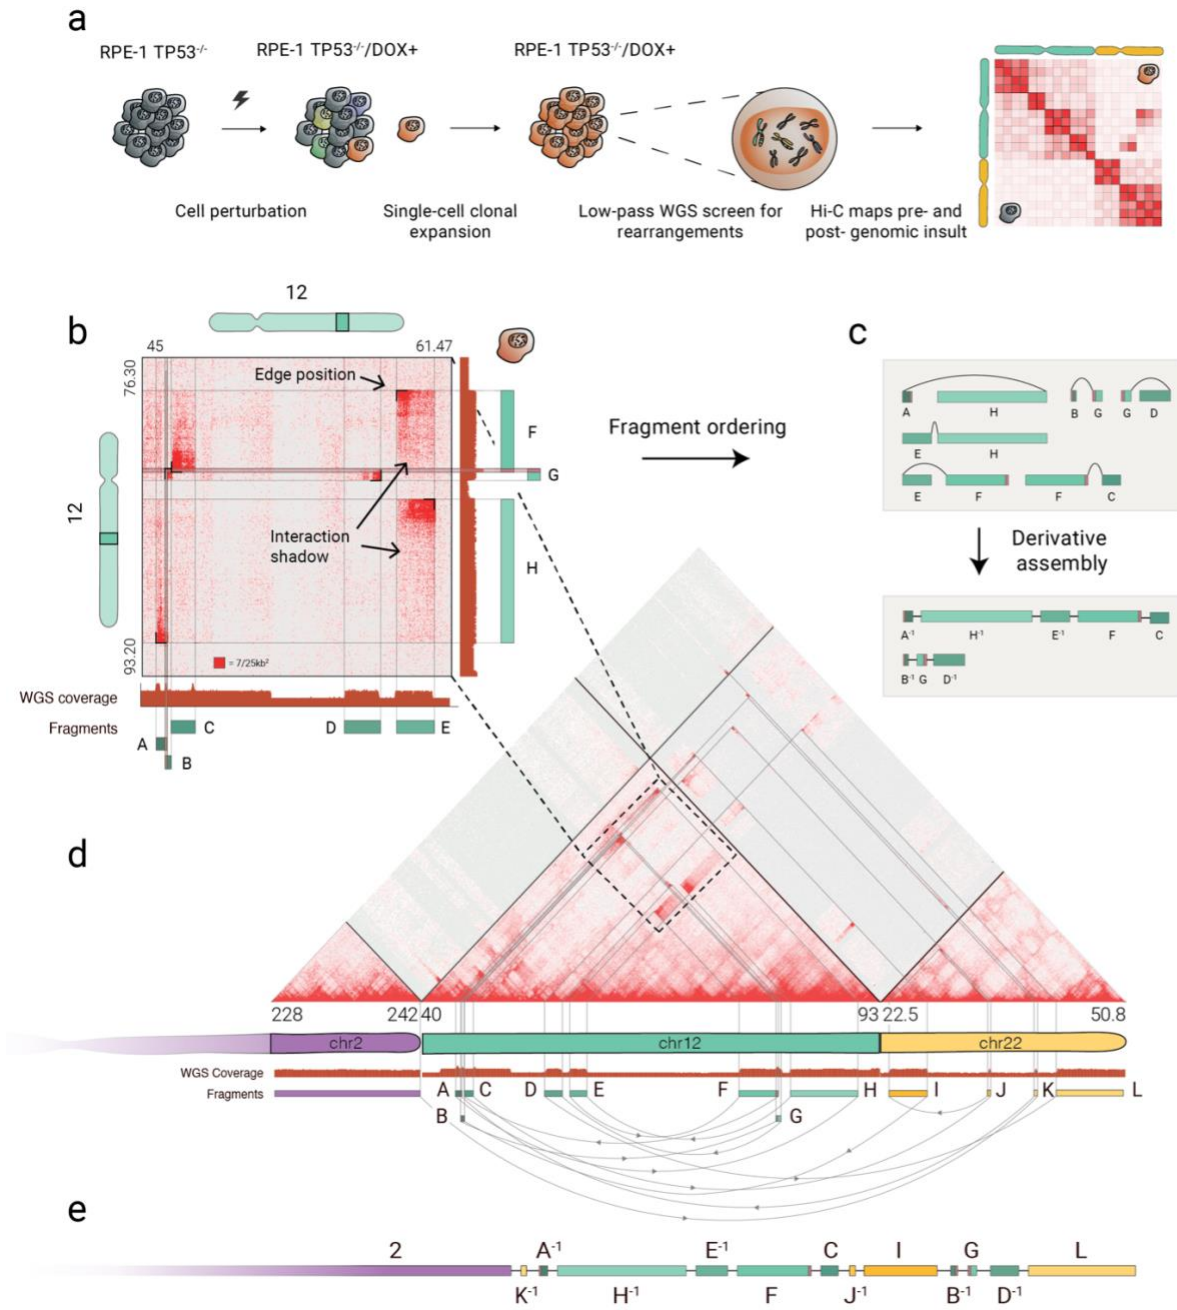 a
RPE-1 TP53-/-
RPE-1 TP53-/-/DOX+
RPE-1 TP53-/-/DOX+
Cell perturbation
Single-cell clonal
expansion
Low-pass WGS screen for
rearrangements
Hi-C maps pre- and
post- genomic insult
b
12
45
61.47
76.30
Edge position
12
Interaction
shadow
93.20
= 7/25kb²
F
G
H
WGS coverage
Fragments
C
D
E
A
B
Fragment ordering
c
A
H
B
G
G
D
E
H
E
F
F
C
Derivative
assembly
A-1
H-1
E-1
F
C
B-1
G
D-1
d
228
242
40
93
22.5
50.8
chr2
chr12
chr22
WGS Coverage
Fragments
A
C
D
E
F
H
I
J
K
L
B
G
e
2
A-1
E-1
C
I
G
L
K-1
H-1
F
J-1
B-1
D-1